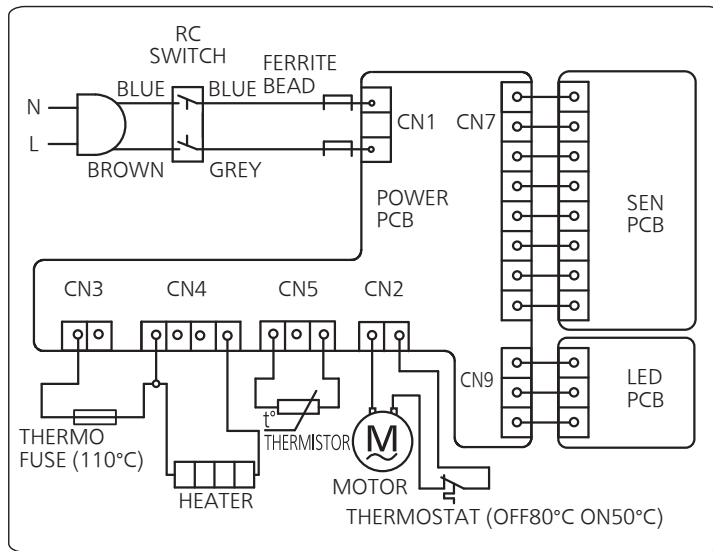 RC
SWITCH
FERRITE
BEAD
BLUE
BLUE
N
L
BROWN
GREY
CN1
CN7
POWER
PCB
SEN
PCB
CN3
CN4
CN5
CN2
CN9
LED
PCB
t°
THERMISTOR
M
THERMO
FUSE (110°C)
HEATER
MOTOR
THERMOSTAT (OFF80°C ON50°C)